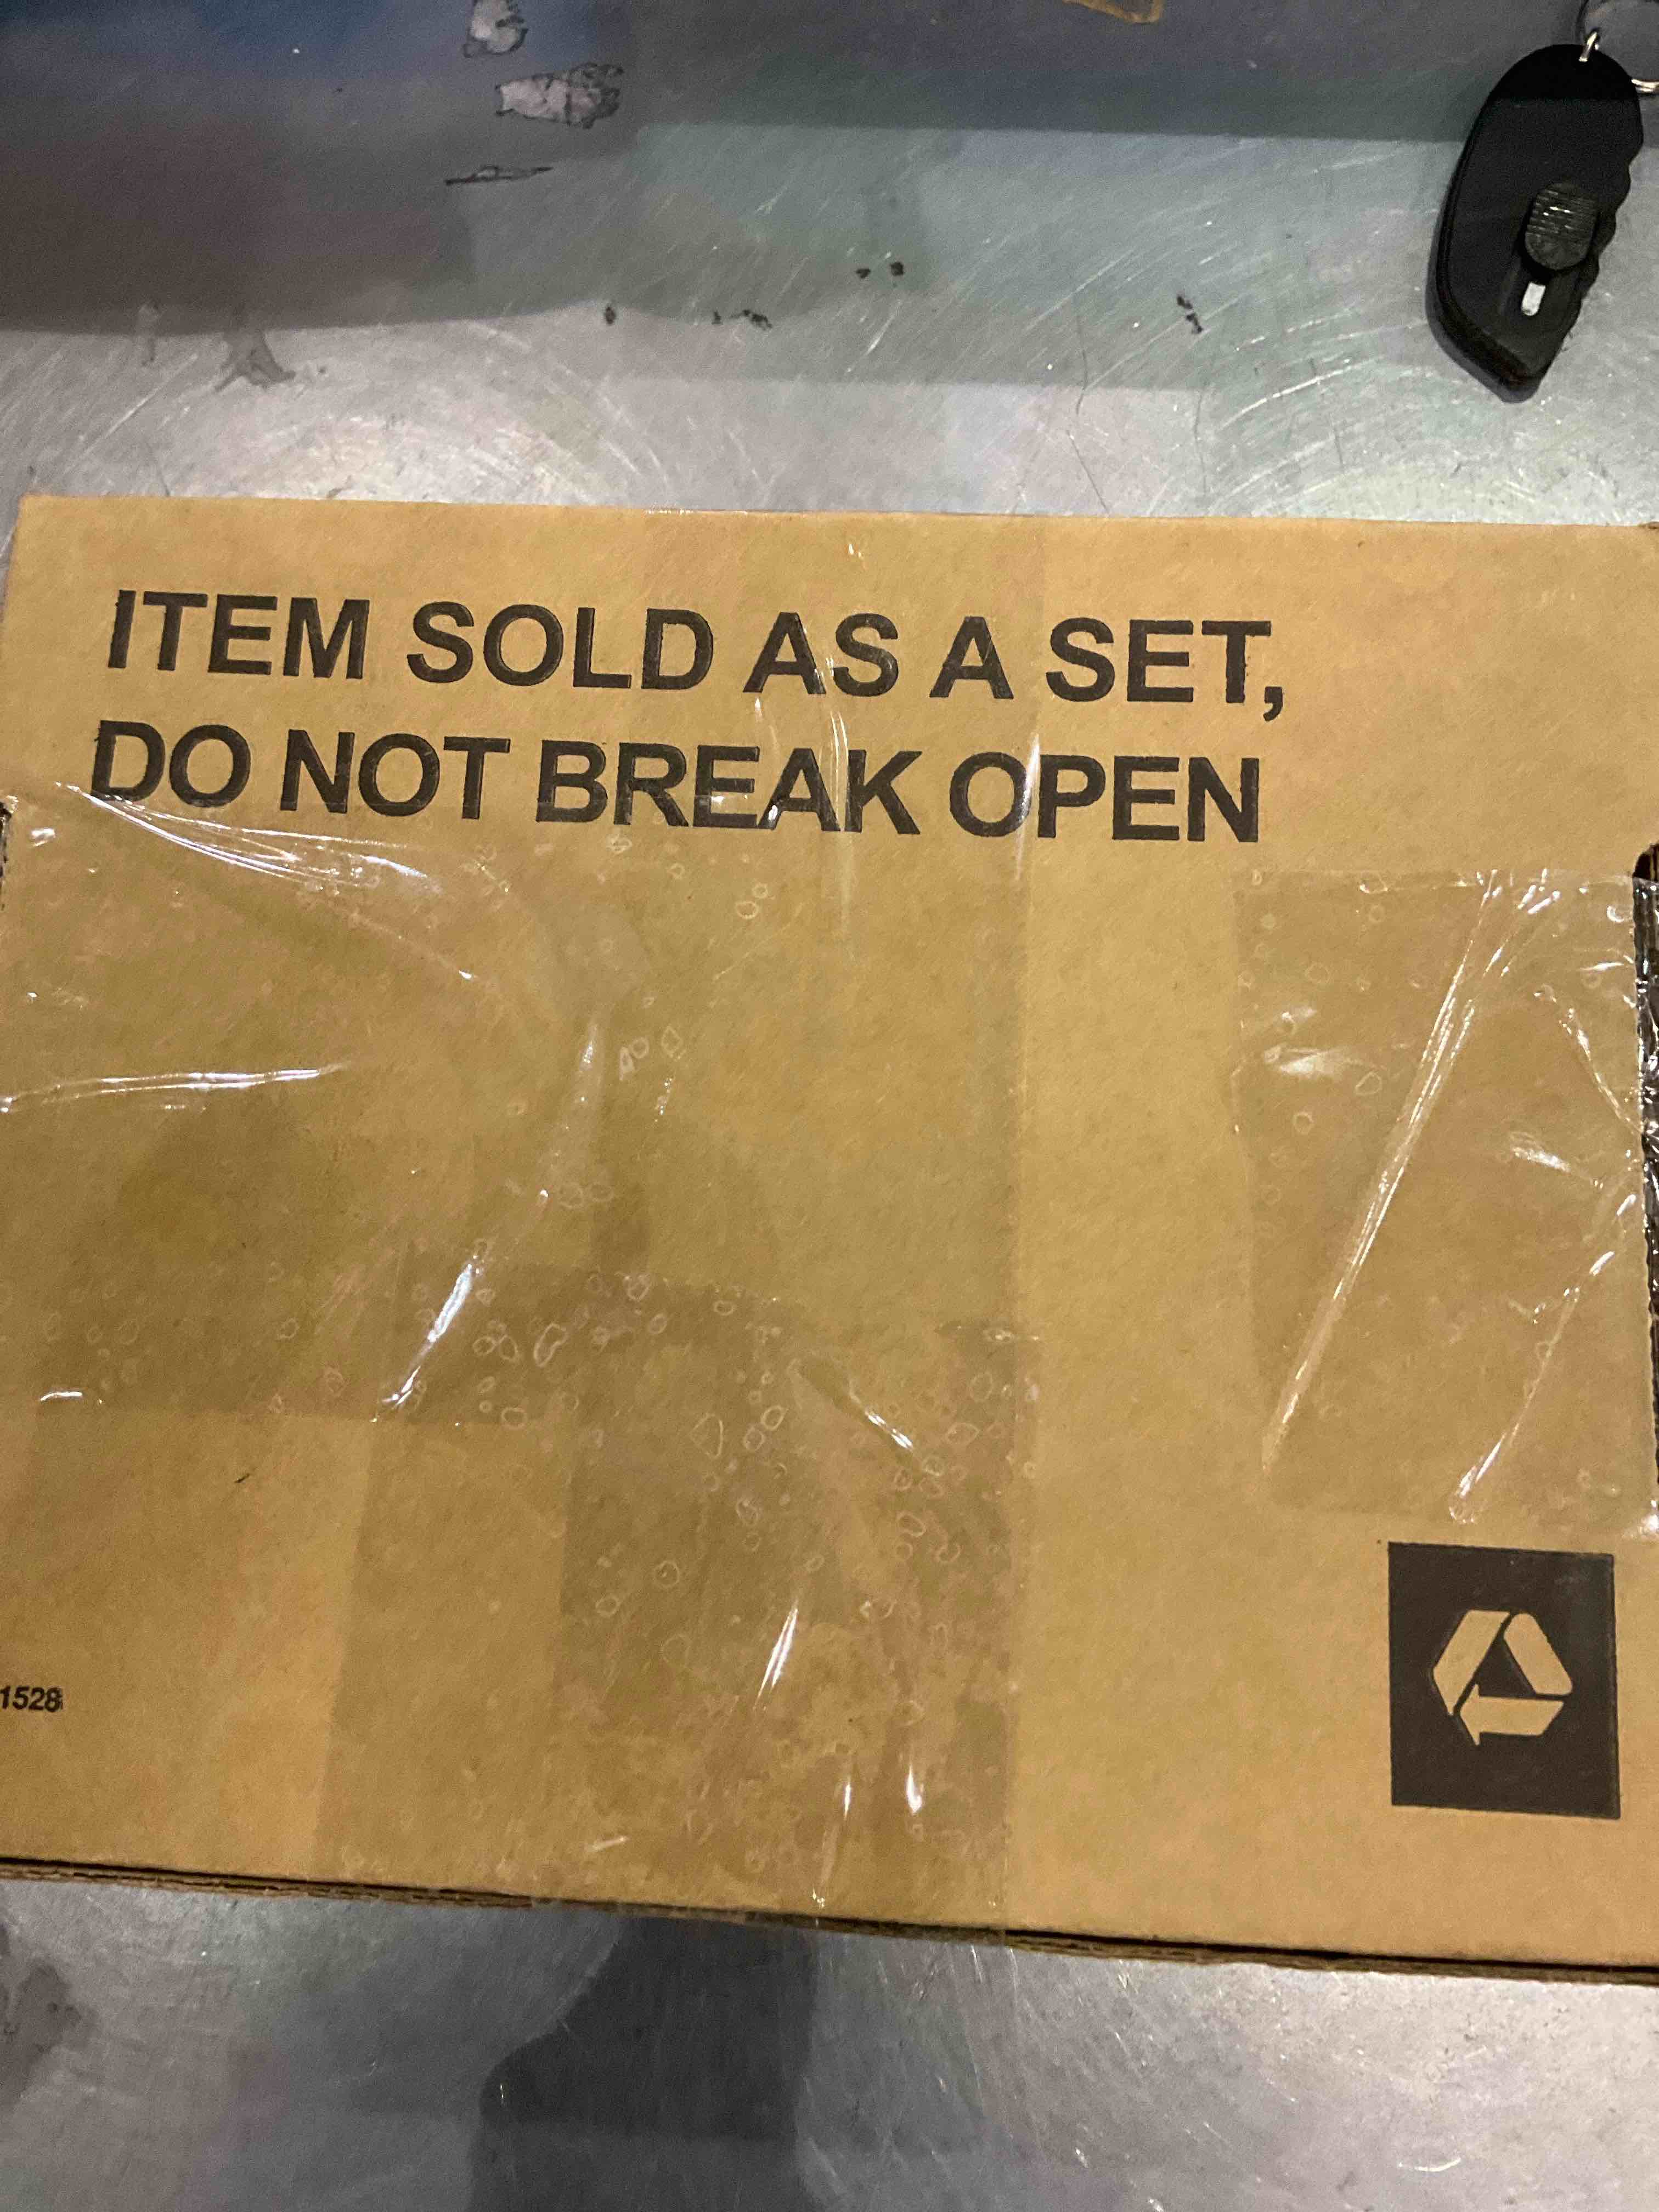 ITEM SOLD AS A SET,
DO NOT BREAK OPEN
1528